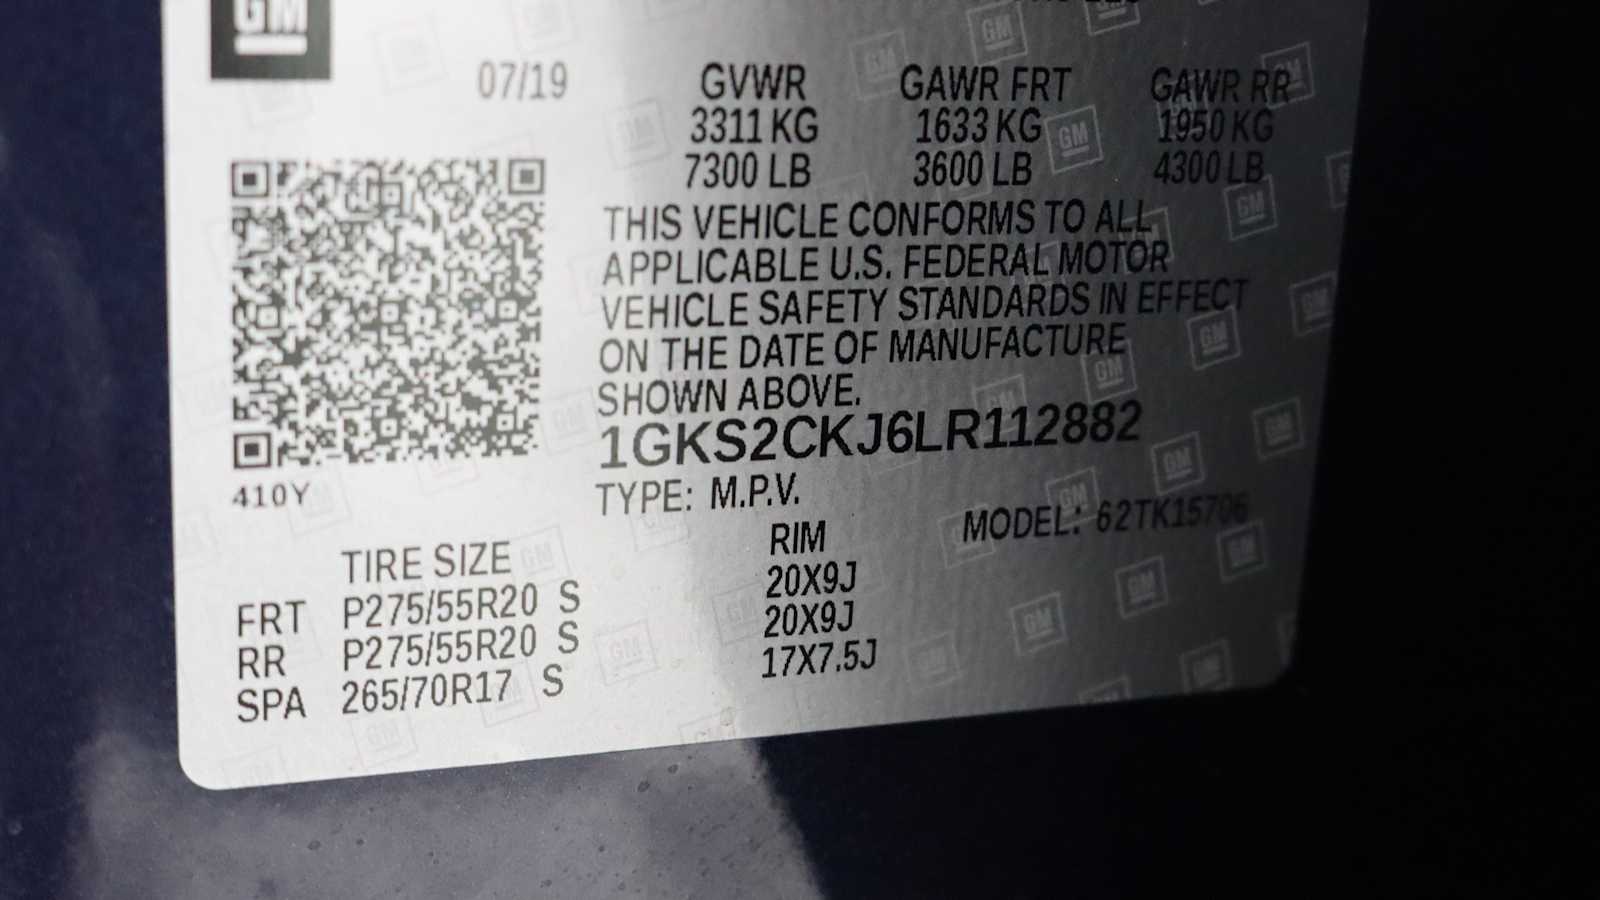 GM
07/19
GVWR GAWR FRT GAWR RR
3311 KG 1633 KG 1950 KG
7300 LB 3600 LB 4300 LB
THIS VEHICLE CONFORMS TO ALL
APPLICABLE U.S. FEDERAL MOTOR
VEHICLE SAFETY STANDARDS IN EFFECT
ON THE DATE OF MANUFACTURE
SHOWN ABOVE.
1GKS2CKJ6LR112882
410Y
TYPE: M.P.V.
MODEL: 62TK15706
TIRE SIZE RIM
FRT P275/55R20 S 20X9J
RR P275/55R20 S 20X9J
SPA 265/70R17 S 17X7.5J